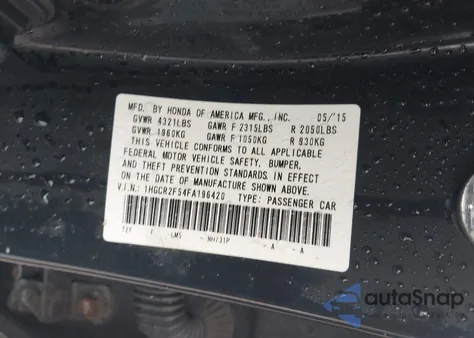 MFD. BY HONDA OF AMERICA MFG., INC. 05/'15
GVWR 4321LBS GAWR F 2315LBS R 2050LBS
GVWR 1960KG GAWR F 1050KG R 930KG
THIS VEHICLE CONFORMS TO ALL APPLICABLE
FEDERAL MOTOR VEHICLE SAFETY, BUMPER,
AND THEFT PREVENTION STANDARDS IN EFFECT
ON THE DATE OF MANUFACTURE SHOWN ABOVE.
V.I.N.: 1HGCR2F54FA196420 TYPE: PASSENGER CAR
NH731P - A - A
autoSnap